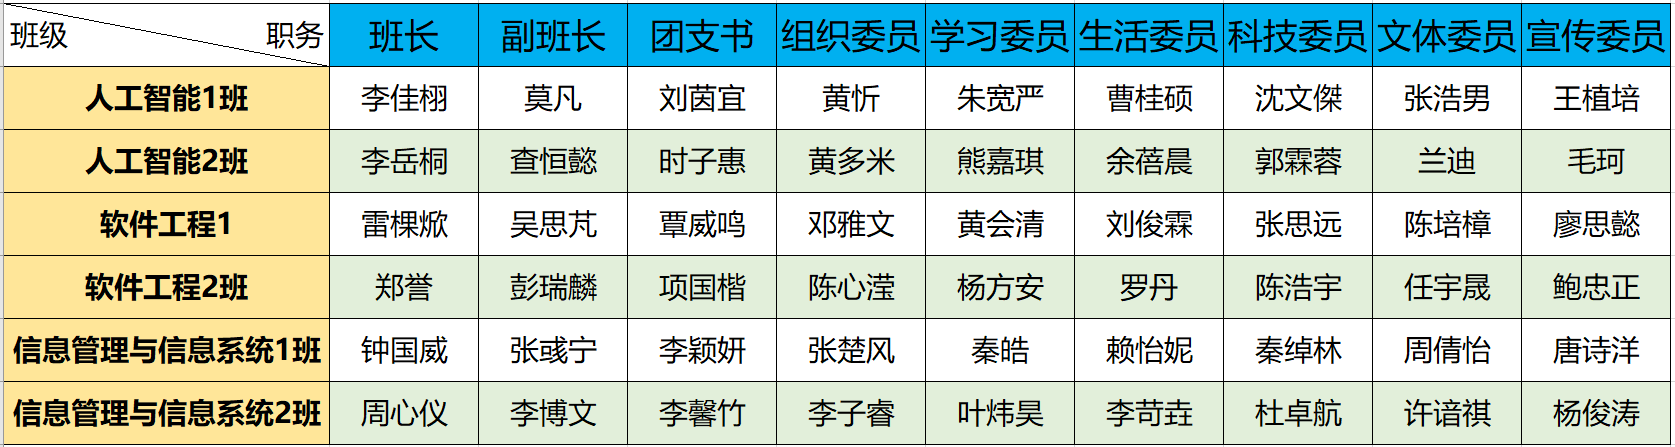 班级 职务 班长 副班长 团支书 组织委员 学习委员 生活委员 科技委员 文体委员 宣传委员
人工智能1班 李佳栩 莫凡 刘茵宜 黄忻 朱宽严 曹桂硕 沈文傑 张浩男 王植培
人工智能2班 李岳桐 查恒懿 时子惠 黄多米 熊嘉琪 余蓓晨 郭霖蓉 兰迪 毛珂
软件工程1 雷棵焮 吴思芃 覃威鸣 邓雅文 黄会清 刘俊霖 张思远 陈培樟 廖思懿
软件工程2班 郑誉 彭瑞麟 项国楷 陈心滢 杨方安 罗丹 陈浩宇 任宇晟 鲍忠正
信息管理与信息系统1班 钟国威 张彧宁 李颖妍 张楚风 秦皓 赖怡妮 秦绰林 周倩怡 唐诗洋
信息管理与信息系统2班 周心仪 李博文 李馨竹 李子睿 叶炜昊 李苛垚 杜卓航 许谙祺 杨俊涛